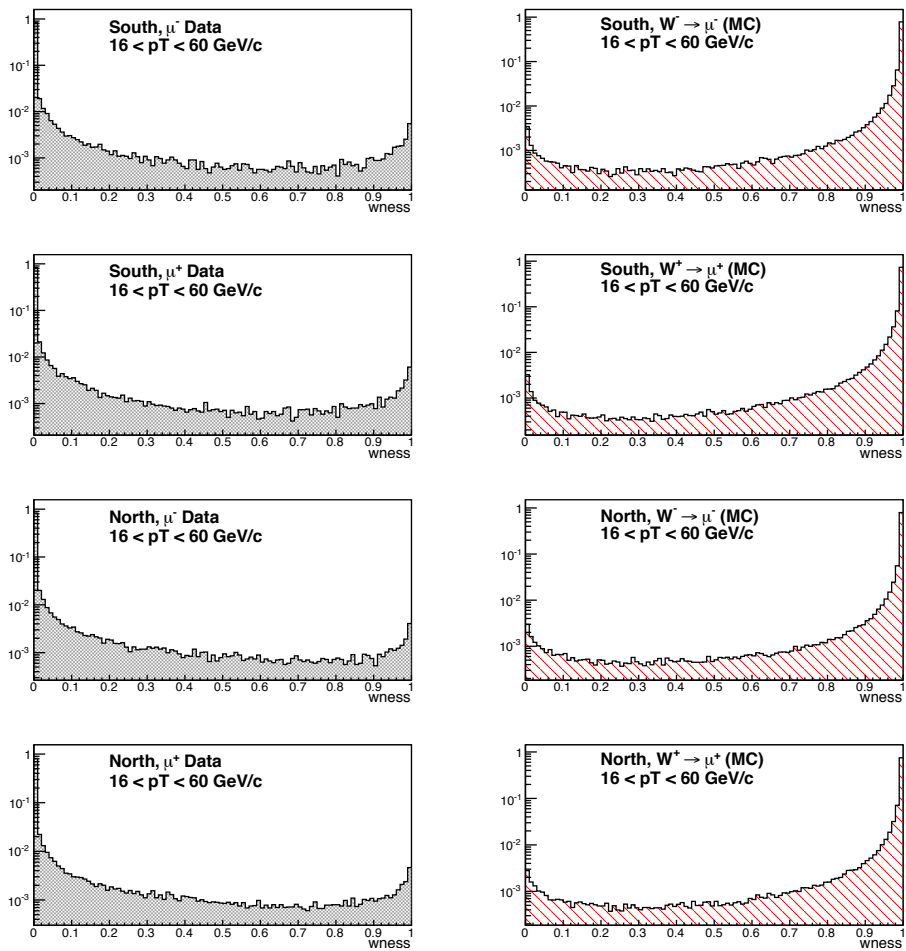 South, μ⁻ Data
16 < pT < 60 GeV/c
1
10⁻¹
10⁻²
10⁻³
0 0.1 0.2 0.3 0.4 0.5 0.6 0.7 0.8 0.9 1
wness
South, W⁻ → μ⁻ (MC)
16 < pT < 60 GeV/c
1
10⁻¹
10⁻²
10⁻³
0 0.1 0.2 0.3 0.4 0.5 0.6 0.7 0.8 0.9 1
wness
South, μ⁺ Data
16 < pT < 60 GeV/c
1
10⁻¹
10⁻²
10⁻³
0 0.1 0.2 0.3 0.4 0.5 0.6 0.7 0.8 0.9 1
wness
South, W⁺ → μ⁺ (MC)
16 < pT < 60 GeV/c
1
10⁻¹
10⁻²
10⁻³
0 0.1 0.2 0.3 0.4 0.5 0.6 0.7 0.8 0.9 1
wness
North, μ⁻ Data
16 < pT < 60 GeV/c
1
10⁻¹
10⁻²
10⁻³
0 0.1 0.2 0.3 0.4 0.5 0.6 0.7 0.8 0.9 1
wness
North, W⁻ → μ⁻ (MC)
16 < pT < 60 GeV/c
1
10⁻¹
10⁻²
10⁻³
0 0.1 0.2 0.3 0.4 0.5 0.6 0.7 0.8 0.9 1
wness
North, μ⁺ Data
16 < pT < 60 GeV/c
1
10⁻¹
10⁻²
10⁻³
0 0.1 0.2 0.3 0.4 0.5 0.6 0.7 0.8 0.9 1
wness
North, W⁺ → μ⁺ (MC)
16 < pT < 60 GeV/c
1
10⁻¹
10⁻²
10⁻³
0 0.1 0.2 0.3 0.4 0.5 0.6 0.7 0.8 0.9 1
wness